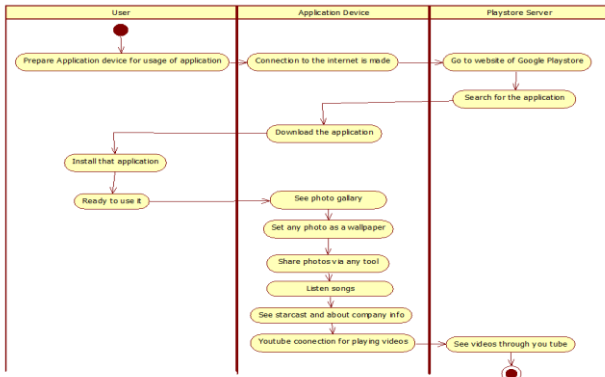 User
Application Device
Playstore Server
Prepare Application device for usage of application
Connection to the internet is made
Go to website of Google Playstore
Search for the application
Download the application
Install that application
Ready to use it
See photo gallary
Set any photo as a wallpaper
Share photos via any tool
Listen songs
See starcast and about company info
Youtube connection for playing videos
See videos through you tube